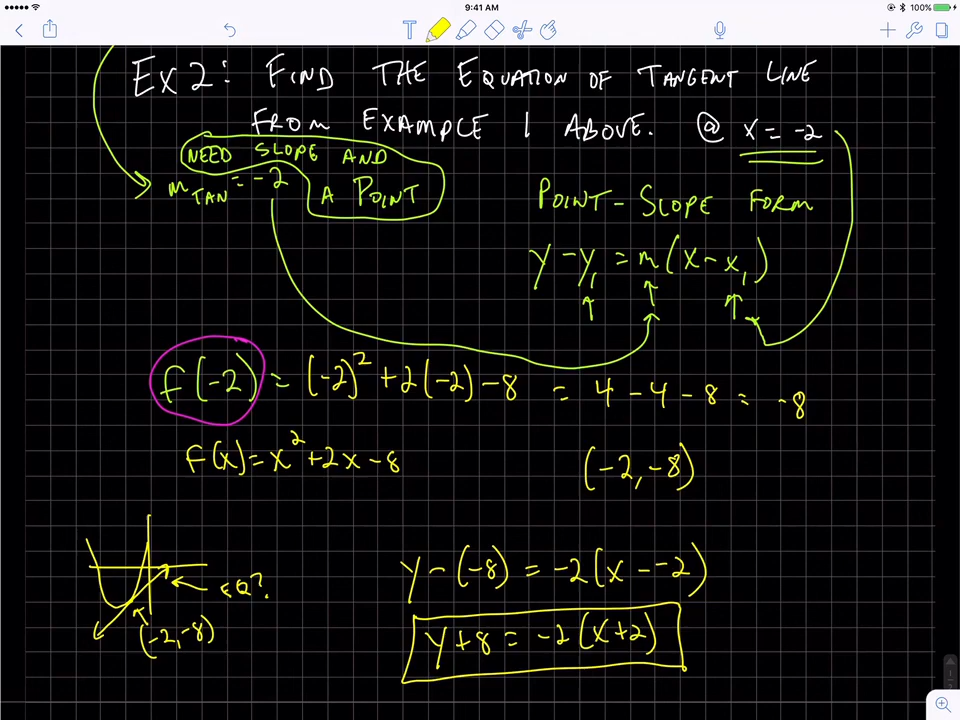 9:41 AM
100%
Ex 2: FIND THE EQUATION OF TANGENT LINE
FROM EXAMPLE 1 ABOVE. @ x = -2
NEED SLOPE AND
A POINT
m TAN = -2
POINT-SLOPE FORM
y - y₁ = m(x - x₁)
f(-2) = (-2)² + 2(-2) - 8 = 4 - 4 - 8 = -8
f(x) = x² + 2x - 8
(-2, -8)
EQ?
(-2, -8)
y - (-8) = -2(x - -2)
y + 8 = -2(x + 2)